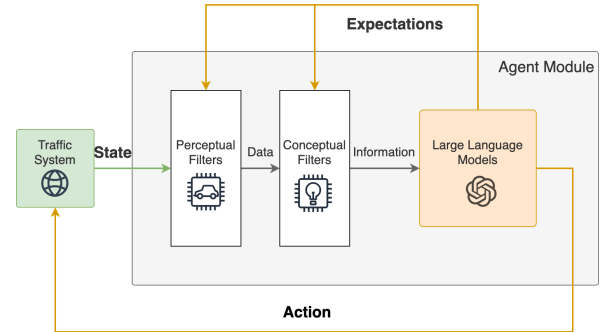 Expectations
Agent Module
Traffic
System
State
Perceptual
Filters
Data
Conceptual
Filters
Information
Large Language
Models
Action